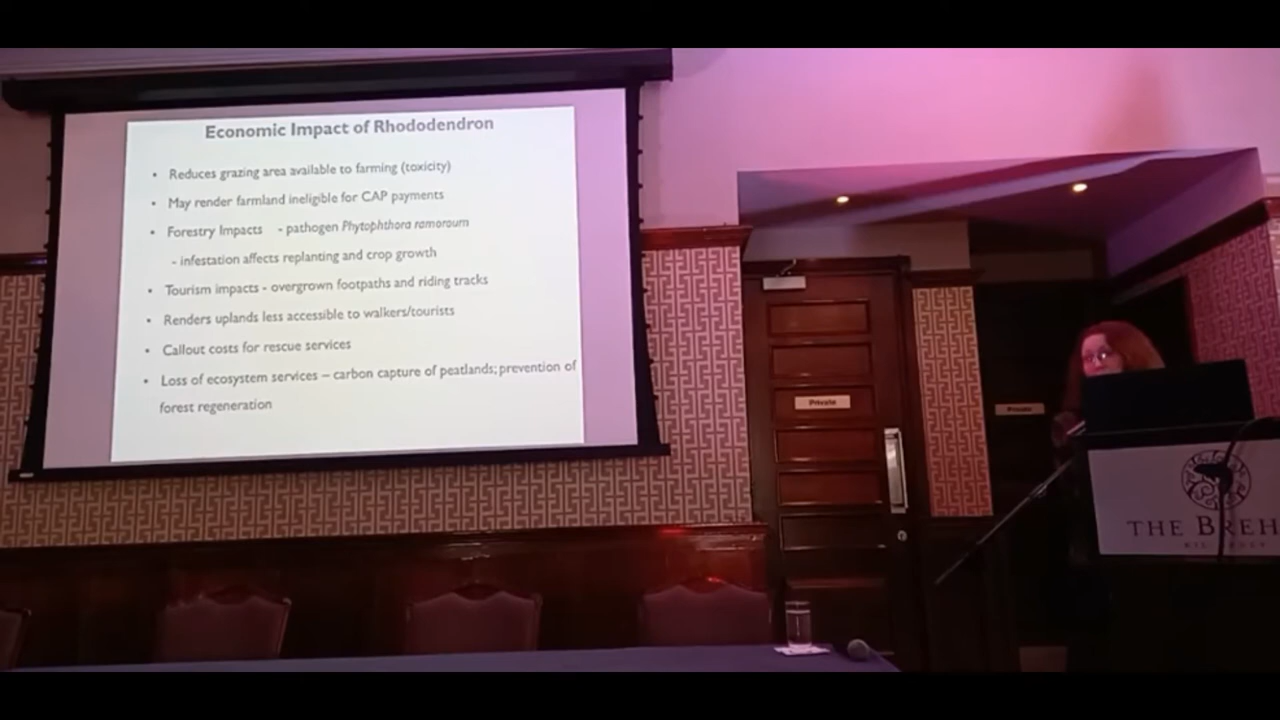 Economic Impact of Rhododendron
• Reduces grazing area available to farming (toxicity)
• May render farmland ineligible for CAP payments
• Forestry Impacts - pathogen Phytophthora ramoroum
- infestation affects replanting and crop growth
• Tourism impacts - overgrown footpaths and riding tracks
• Renders uplands less accessible to walkers/tourists
• Callout costs for rescue services
• Loss of ecosystem services – carbon capture of peatlands; prevention of
forest regeneration
Private
Private
THE BREH